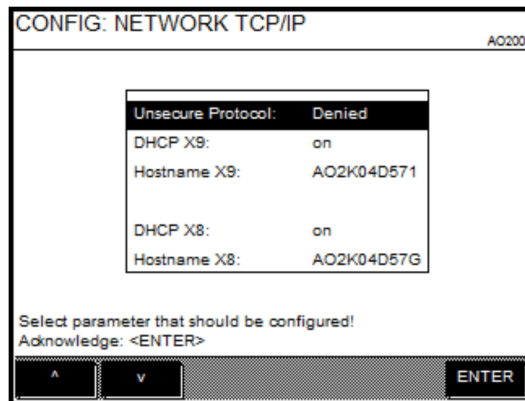 CONFIG: NETWORK TCP/IP
AO200
Unsecure Protocol: Denied
DHCP X9: on
Hostname X9: AO2K04D571
DHCP X8: on
Hostname X8: AO2K04D57G
Select parameter that should be configured!
Acknowledge: <ENTER>
^ v ENTER